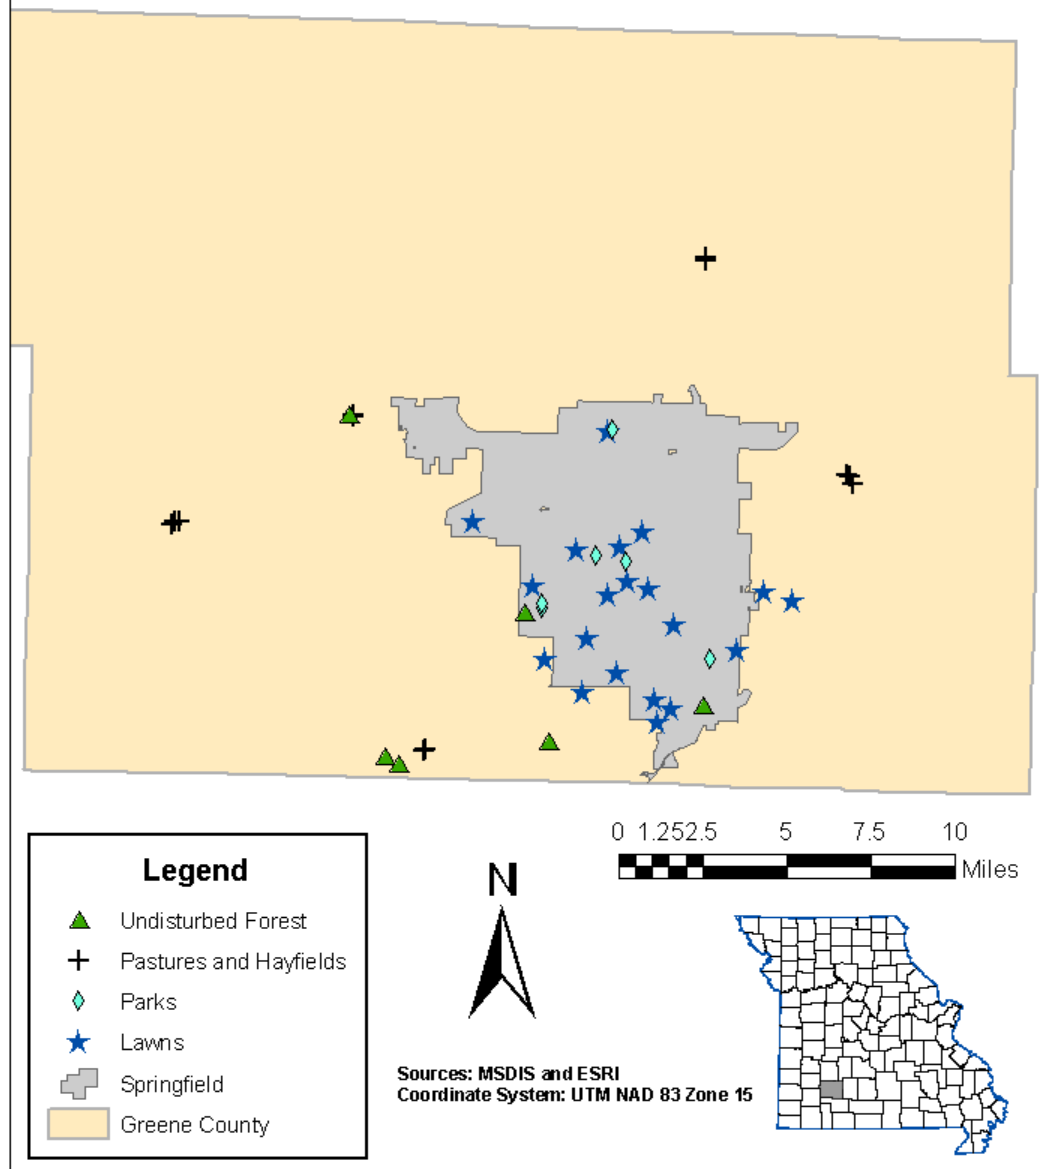 0 1.252.5 5 7.5 10
Miles
Legend
Undisturbed Forest
Pastures and Hayfields
Parks
Lawns
Springfield
Greene County
N
Sources: MSDIS and ESRI
Coordinate System: UTM NAD 83 Zone 15